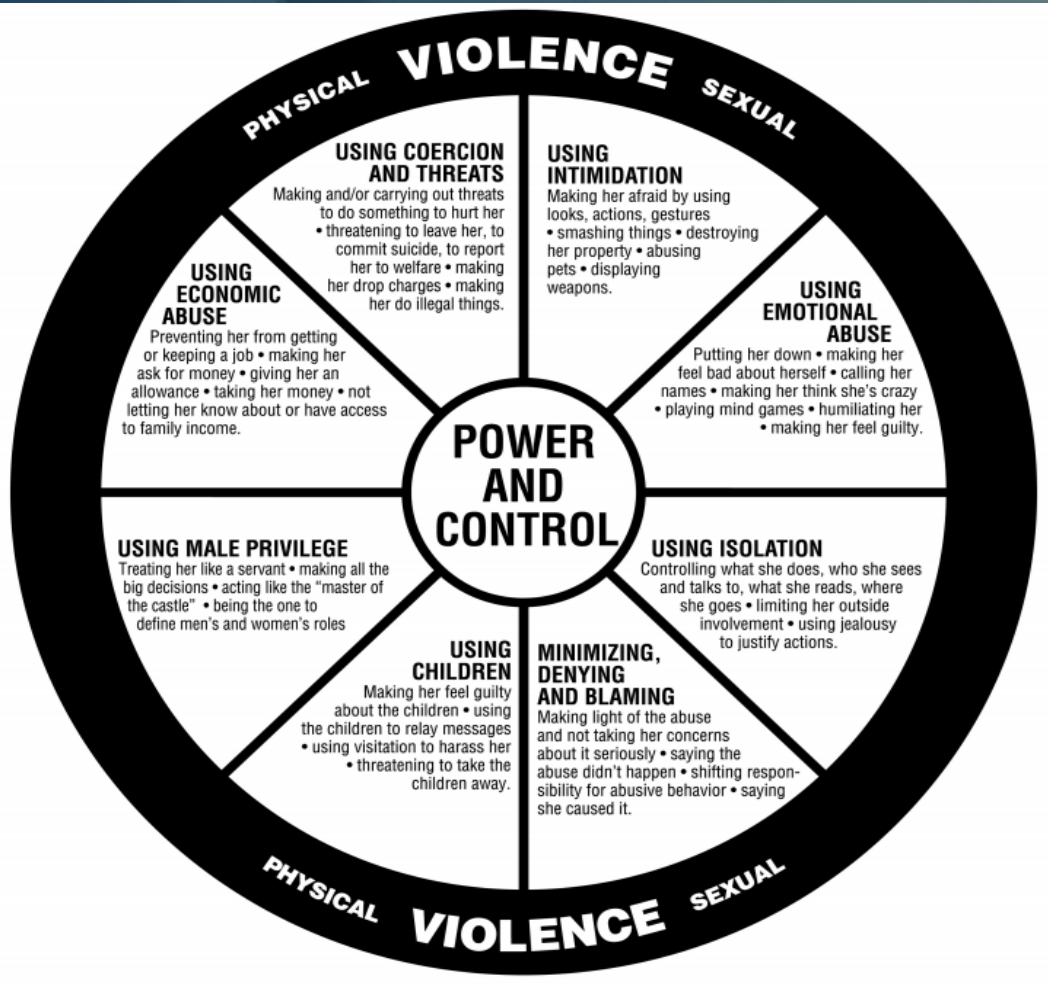 PHYSICAL VIOLENCE SEXUAL
USING COERCION
AND THREATS
Making and/or carrying out threats
to do something to hurt her
• threatening to leave her, to
commit suicide, to report
her to welfare • making
her drop charges • making
her do illegal things.
USING
INTIMIDATION
Making her afraid by using
looks, actions, gestures
• smashing things • destroying
her property • abusing
pets • displaying
weapons.
USING
ECONOMIC
ABUSE
Preventing her from getting
or keeping a job • making her
ask for money • giving her an
allowance • taking her money • not
letting her know about or have access
to family income.
USING
EMOTIONAL
ABUSE
Putting her down • making her
feel bad about herself • calling her
names • making her think she's crazy
• playing mind games • humiliating her
• making her feel guilty.
POWER
AND
CONTROL
USING MALE PRIVILEGE
Treating her like a servant • making all the
big decisions • acting like the “master of
the castle” • being the one to
define men's and women's roles
USING ISOLATION
Controlling what she does, who she sees
and talks to, what she reads, where
she goes • limiting her outside
involvement • using jealousy
to justify actions.
USING
CHILDREN
Making her feel guilty
about the children • using
the children to relay messages
• using visitation to harass her
• threatening to take the
children away.
MINIMIZING,
DENYING
AND BLAMING
Making light of the abuse
and not taking her concerns
about it seriously • saying the
abuse didn't happen • shifting respon-
sibility for abusive behavior • saying
she caused it.
PHYSICAL VIOLENCE SEXUAL